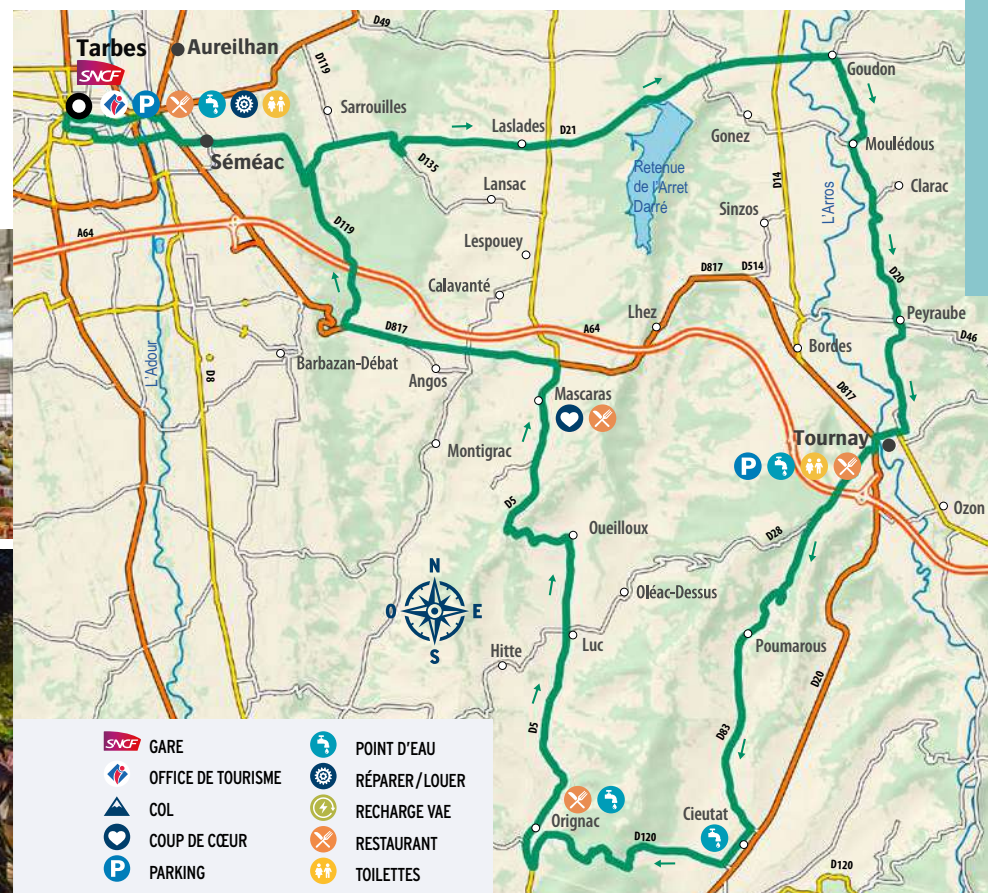 D49
Tarbes
Aureilhan
SNCF
D119
Goudon
P
Sarrouilles
Laslades
D21
Gonez
Moulédous
Séméac
D135
Retenue
de l'Arret
Darré
D14
L'Arros
Clarac
Lansac
Sinzos
A64
D119
Lespouey
D817
D514
D20
Calavanté
Lhez
Peyraube
D817
A64
D46
L'Adour
D8
Barbazan-Débat
Angos
Bordes
Mascaras
D817
Tournay
Montigrac
P
D5
Oueilloux
D28
Ozon
N
O
E
S
Oléac-Dessus
Hitte
Luc
Poumarous
D20
D5
D83
SNCF
GARE
OFFICE DE TOURISME
COL
COUP DE CŒUR
P
PARKING
POINT D'EAU
RÉPARER/LOUER
RECHARGE VAE
RESTAURANT
TOILETTES
Orignac
Cieutat
D120
D120